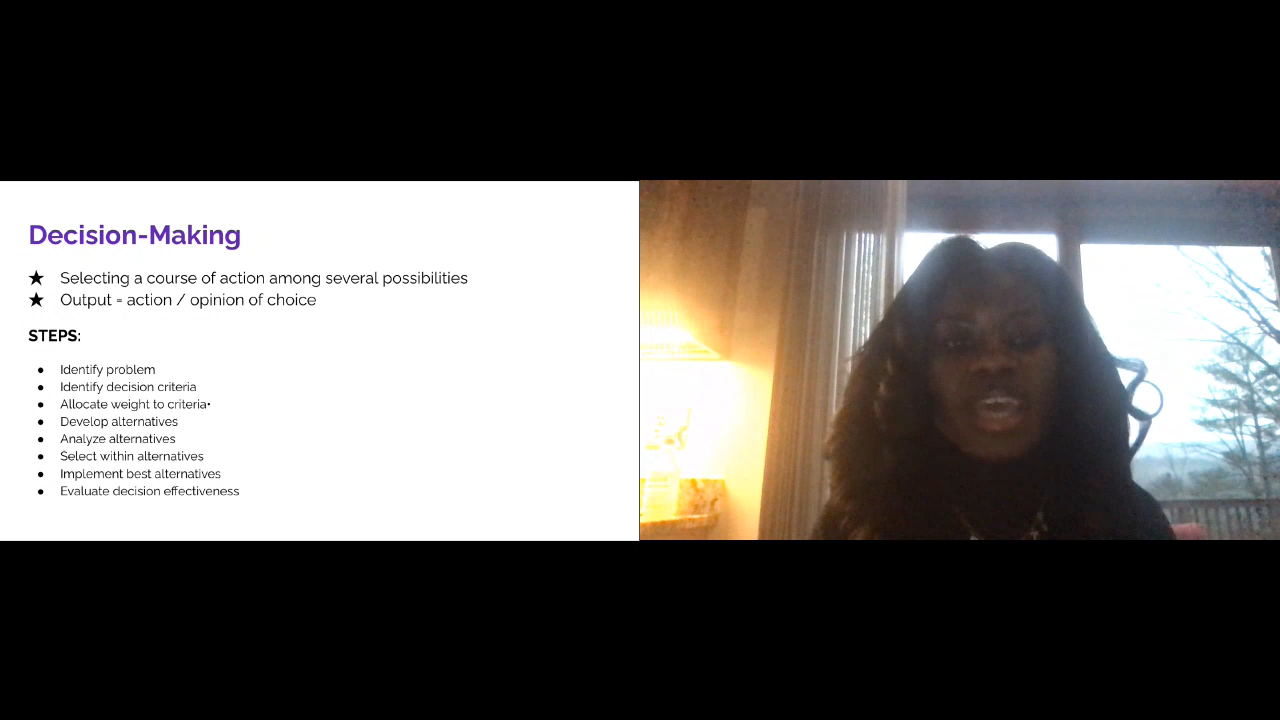 Decision-Making
★ Selecting a course of action among several possibilities
★ Output = action / opinion of choice
STEPS:
● Identify problem
● Identify decision criteria
● Allocate weight to criteria•
● Develop alternatives
● Analyze alternatives
● Select within alternatives
● Implement best alternatives
● Evaluate decision effectiveness